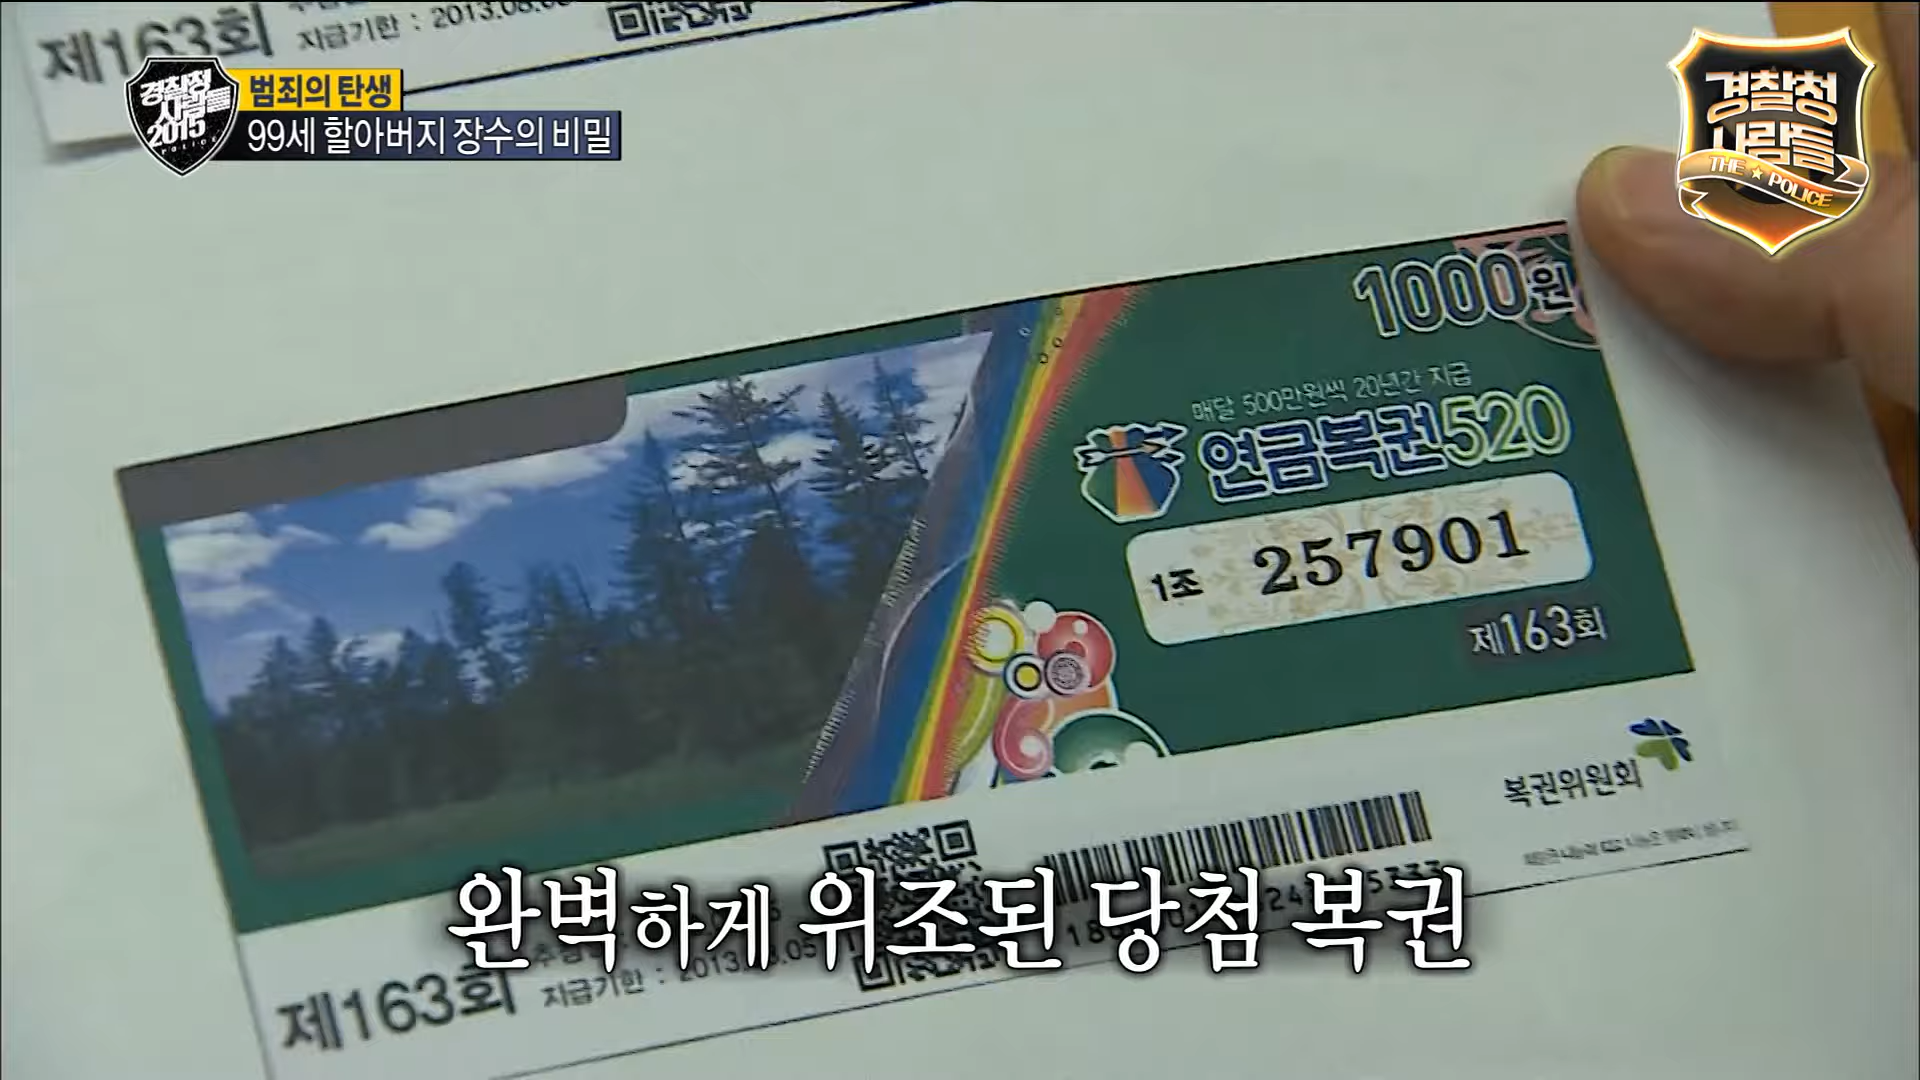 제163회
지급기한 : 2013.08.05
경찰청
사람들
2015
POLICE
범죄의 탄생
99세 할아버지 장수의 비밀
경찰청
사람들
THE ★ POLICE
1000원
매달 500만원씩 20년간 지급
연금복권520
1조 257901
제163회
복권위원회
완벽하게 위조된 당첨 복권
제163회
지급기한 : 2013.08.05